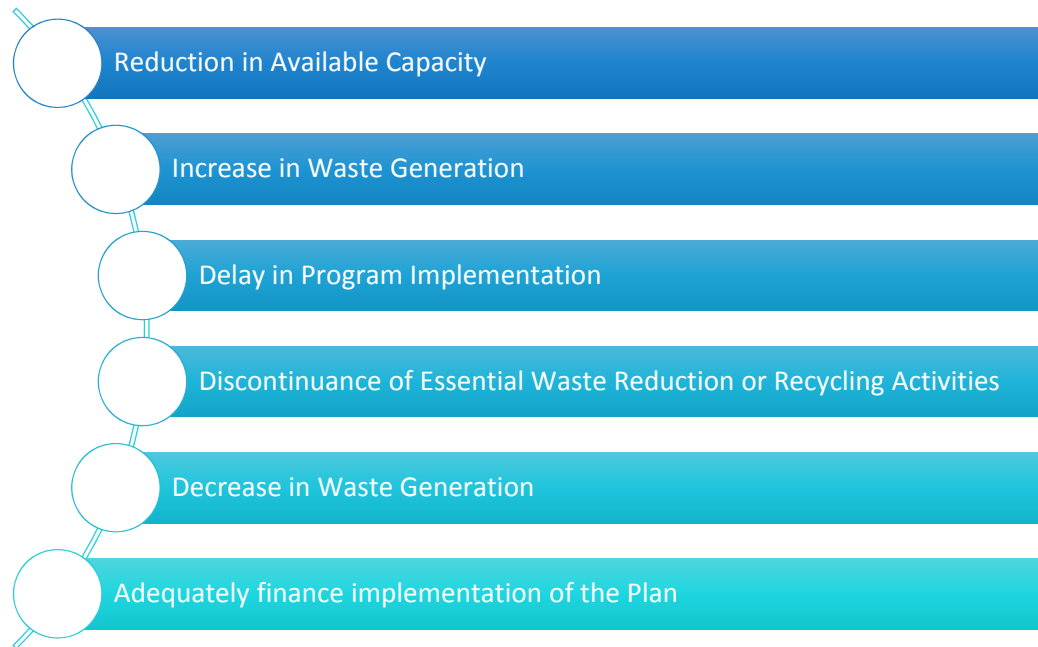 Reduction in Available Capacity
Increase in Waste Generation
Delay in Program Implementation
Discontinuance of Essential Waste Reduction or Recycling Activities
Decrease in Waste Generation
Adequately finance implementation of the Plan